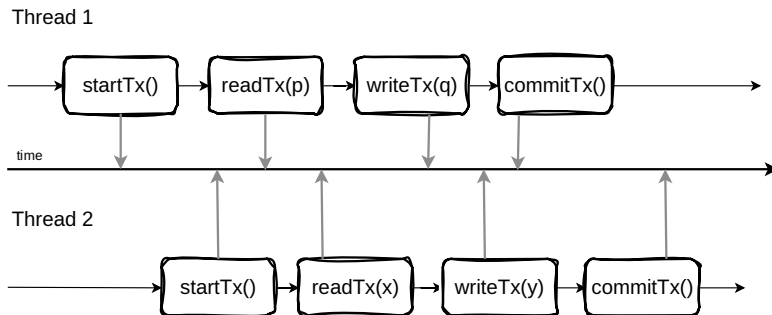 Thread 1
startTx() readTx(p) writeTx(q) commitTx()
time
Thread 2
startTx() readTx(x) writeTx(y) commitTx()